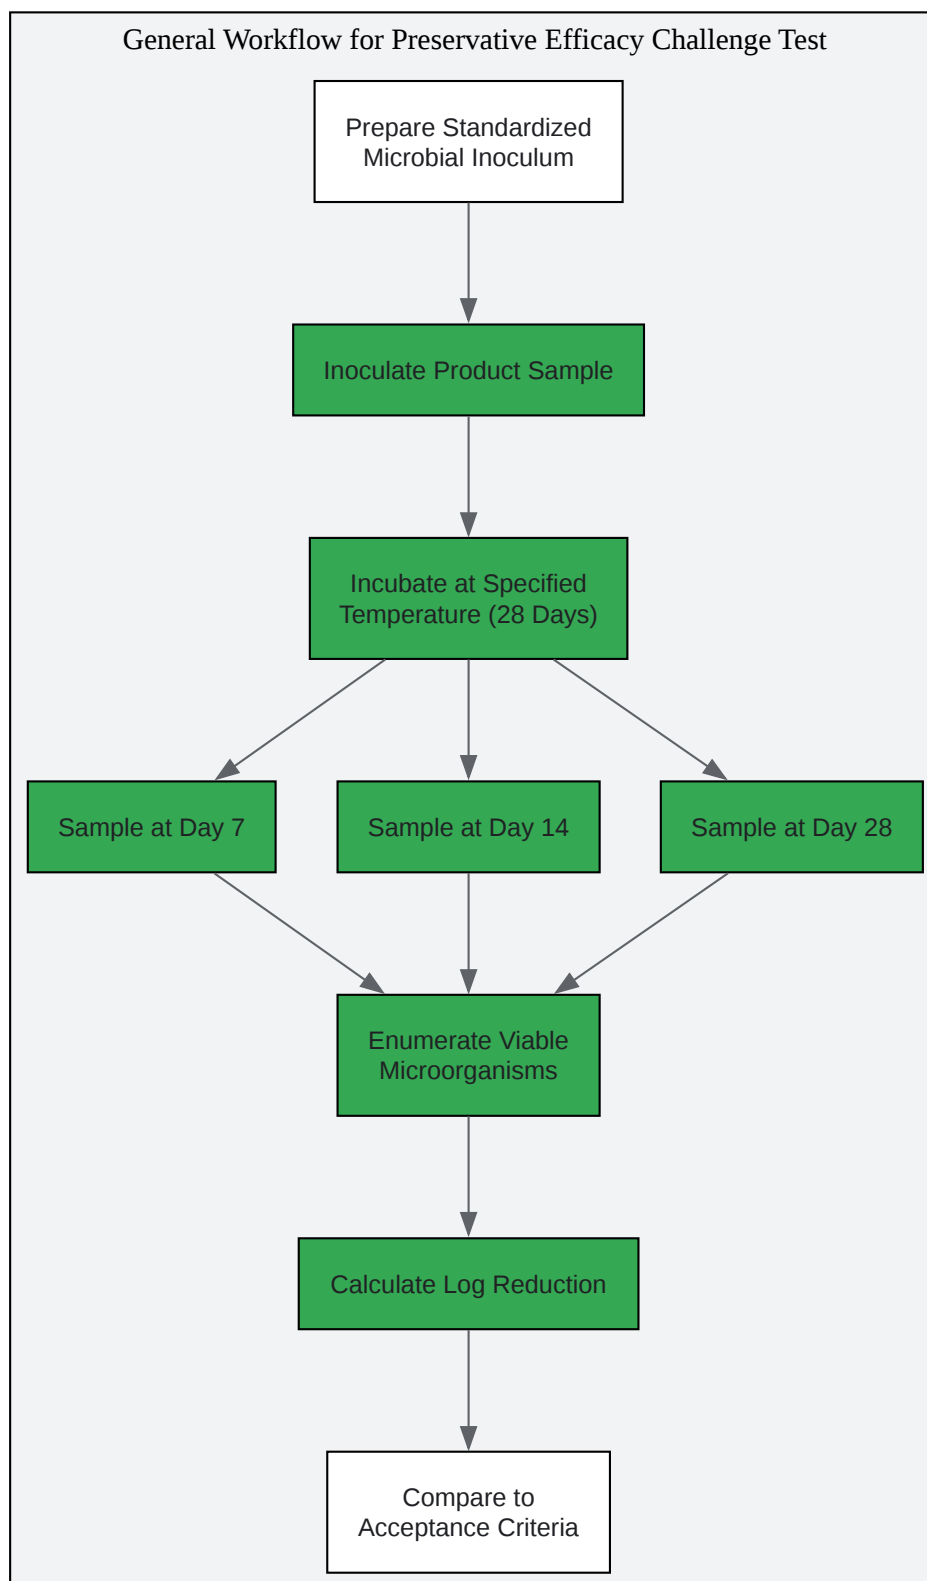 General Workflow for Preservative Efficacy Challenge Test
Prepare Standardized
Microbial Inoculum
Inoculate Product Sample
Incubate at Specified
Temperature (28 Days)
Sample at Day 7
Sample at Day 14
Sample at Day 28
Enumerate Viable
Microorganisms
Calculate Log Reduction
Compare to
Acceptance Criteria